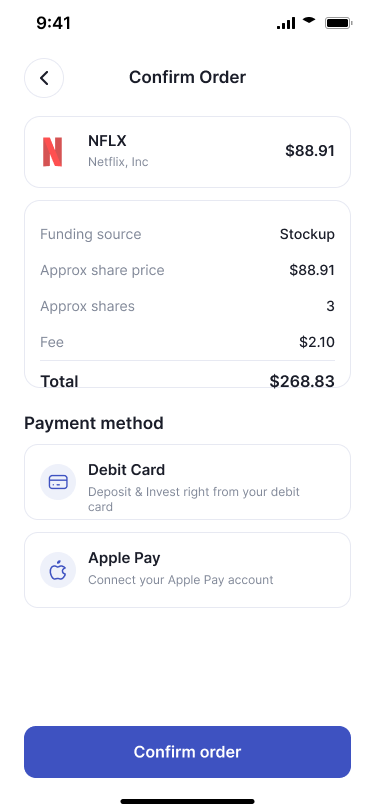 9:41
Confirm Order
NFLX
Netflix, Inc
$88.91
Funding source Stockup
Approx share price $88.91
Approx shares 3
Fee $2.10
Total $268.83
Payment method
Debit Card
Deposit & Invest right from your debit
card
Apple Pay
Connect your Apple Pay account
Confirm order